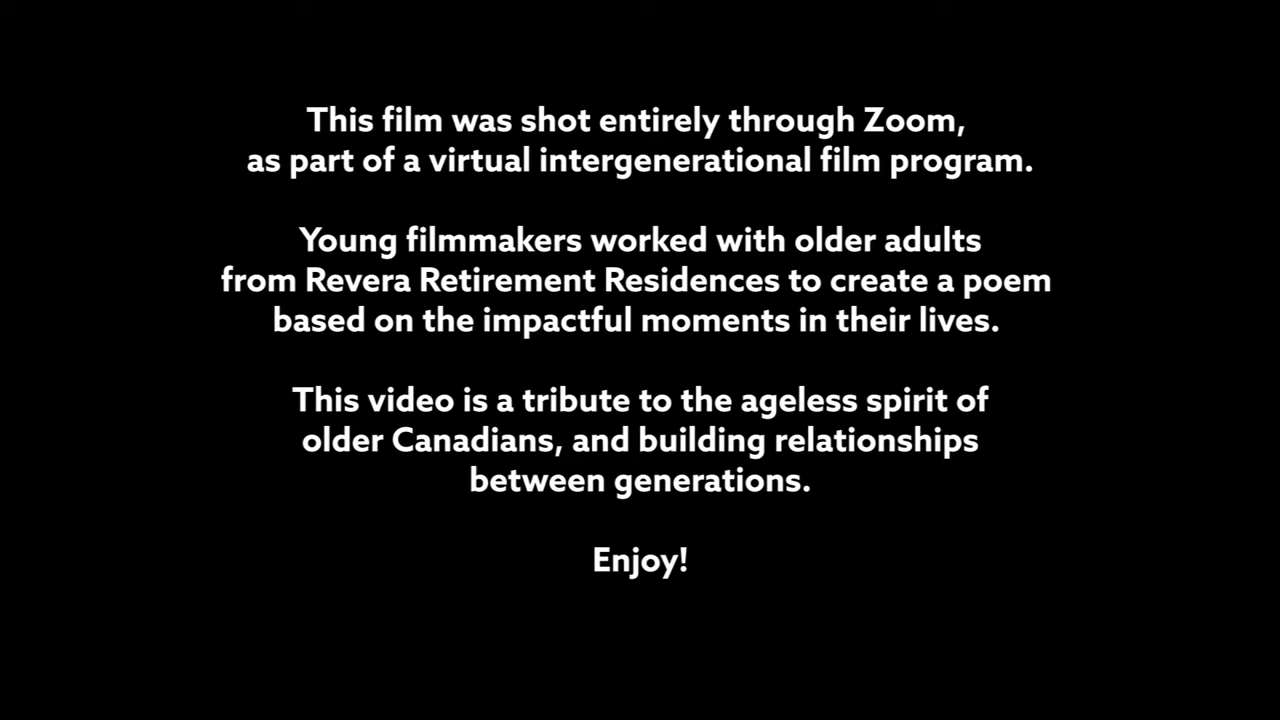 This film was shot entirely through Zoom,
as part of a virtual intergenerational film program.
Young filmmakers worked with older adults
from Revera Retirement Residences to create a poem
based on the impactful moments in their lives.
This video is a tribute to the ageless spirit of
older Canadians, and building relationships
between generations.
Enjoy!